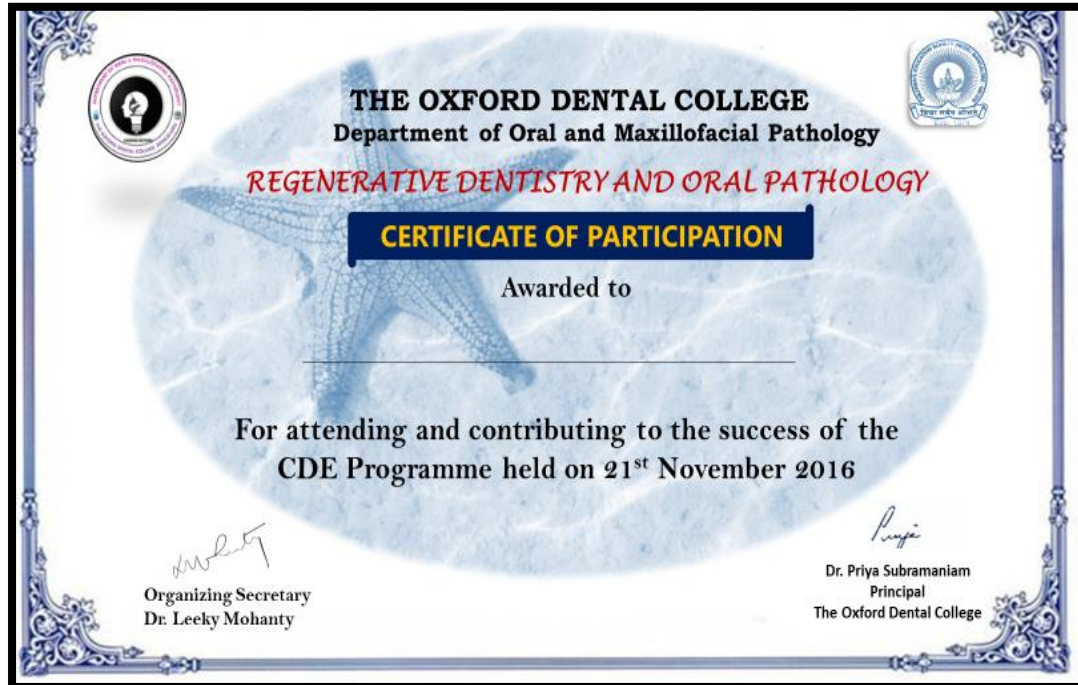 THE OXFORD DENTAL COLLEGE
Department of Oral and Maxillofacial Pathology
REGENERATIVE DENTISTRY AND ORAL PATHOLOGY
CERTIFICATE OF PARTICIPATION
Awarded to
For attending and contributing to the success of the
CDE Programme held on 21st November 2016
Organizing Secretary
Dr. Leeky Mohanty
Dr. Priya Subramaniam
Principal
The Oxford Dental College